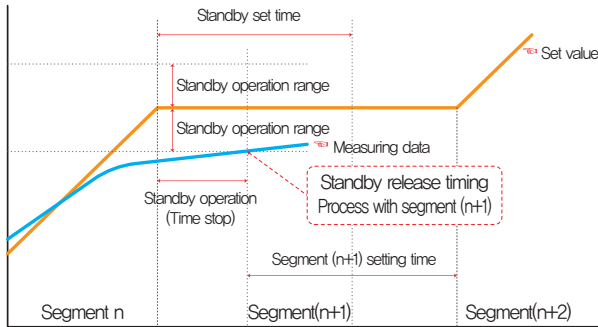 Standby set time
☜ Set value
Standby operation range
Standby operation range
☜ Measuring data
Standby release timing
Process with segment (n+1)
Standby operation
(Time stop)
Segment (n+1) setting time
Segment n
Segment(n+1)
Segment(n+2)